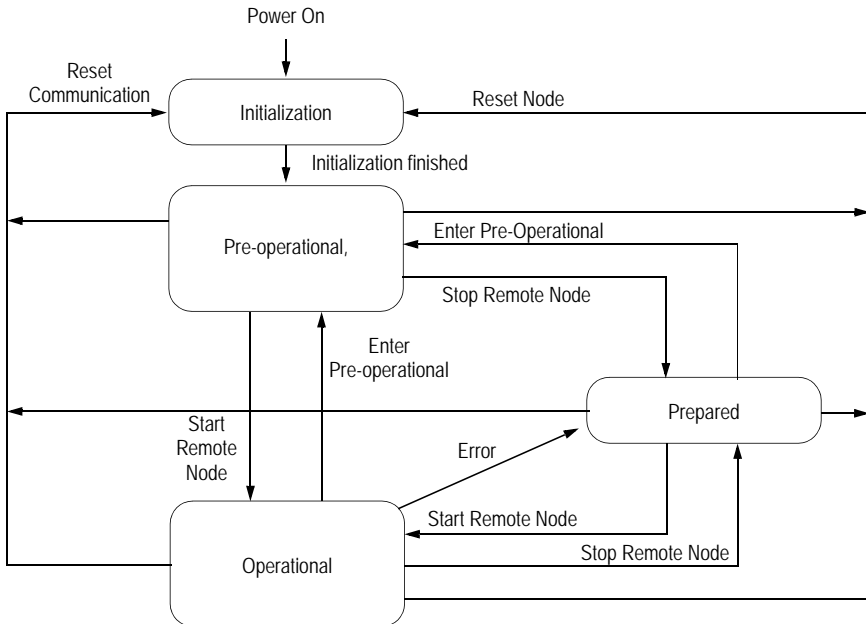 Power On
Reset
Communication
Initialization
Reset Node
Initialization finished
Pre-operational,
Enter Pre-Operational
Stop Remote Node
Enter
Pre-operational
Prepared
Start
Remote
Node
Error
Start Remote Node
Stop Remote Node
Operational